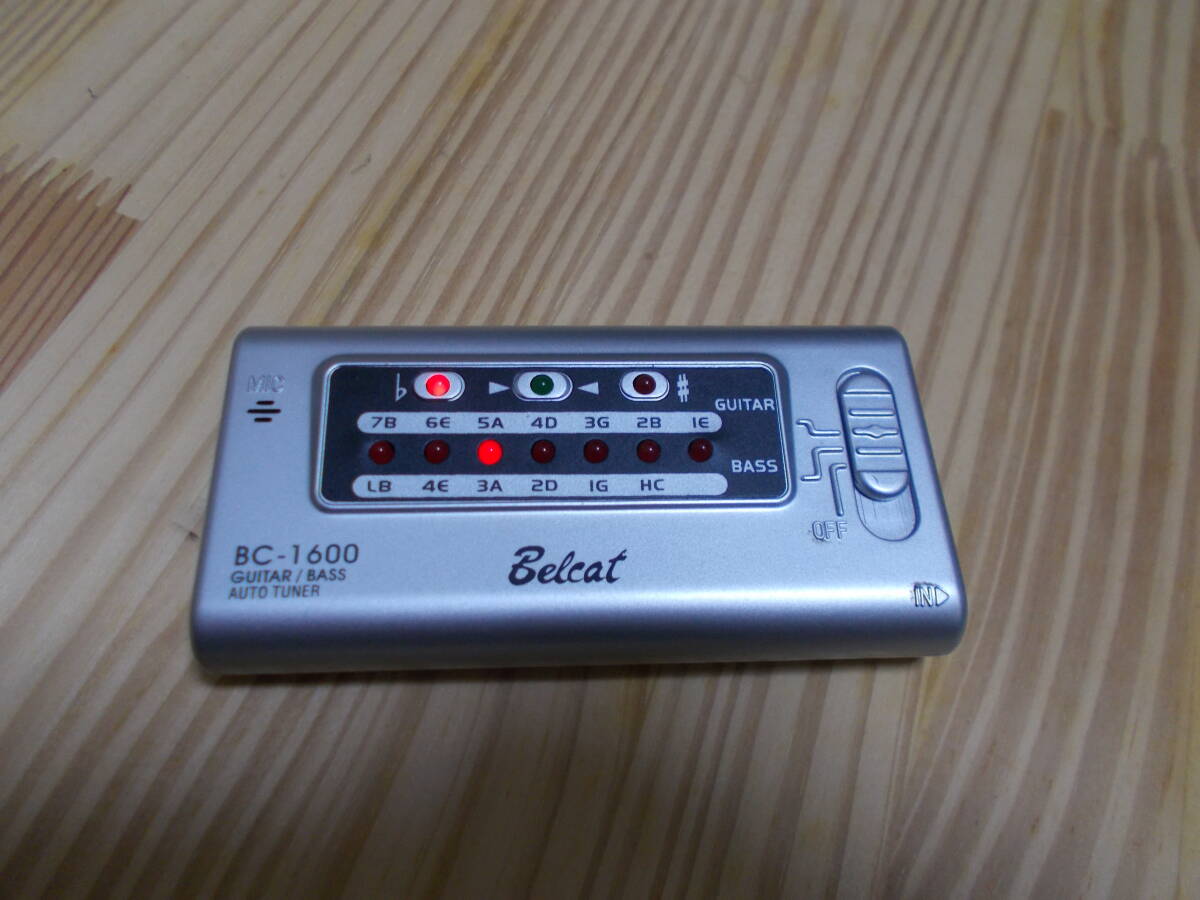 MIC
♭ ► ◄ ♯
GUITAR
7B 6E 5A 4D 3G 2B 1E
BASS
LB 4E 3A 2D 1G HC
OFF
BC-1600
GUITAR / BASS
AUTO TUNER
Belcat
IN